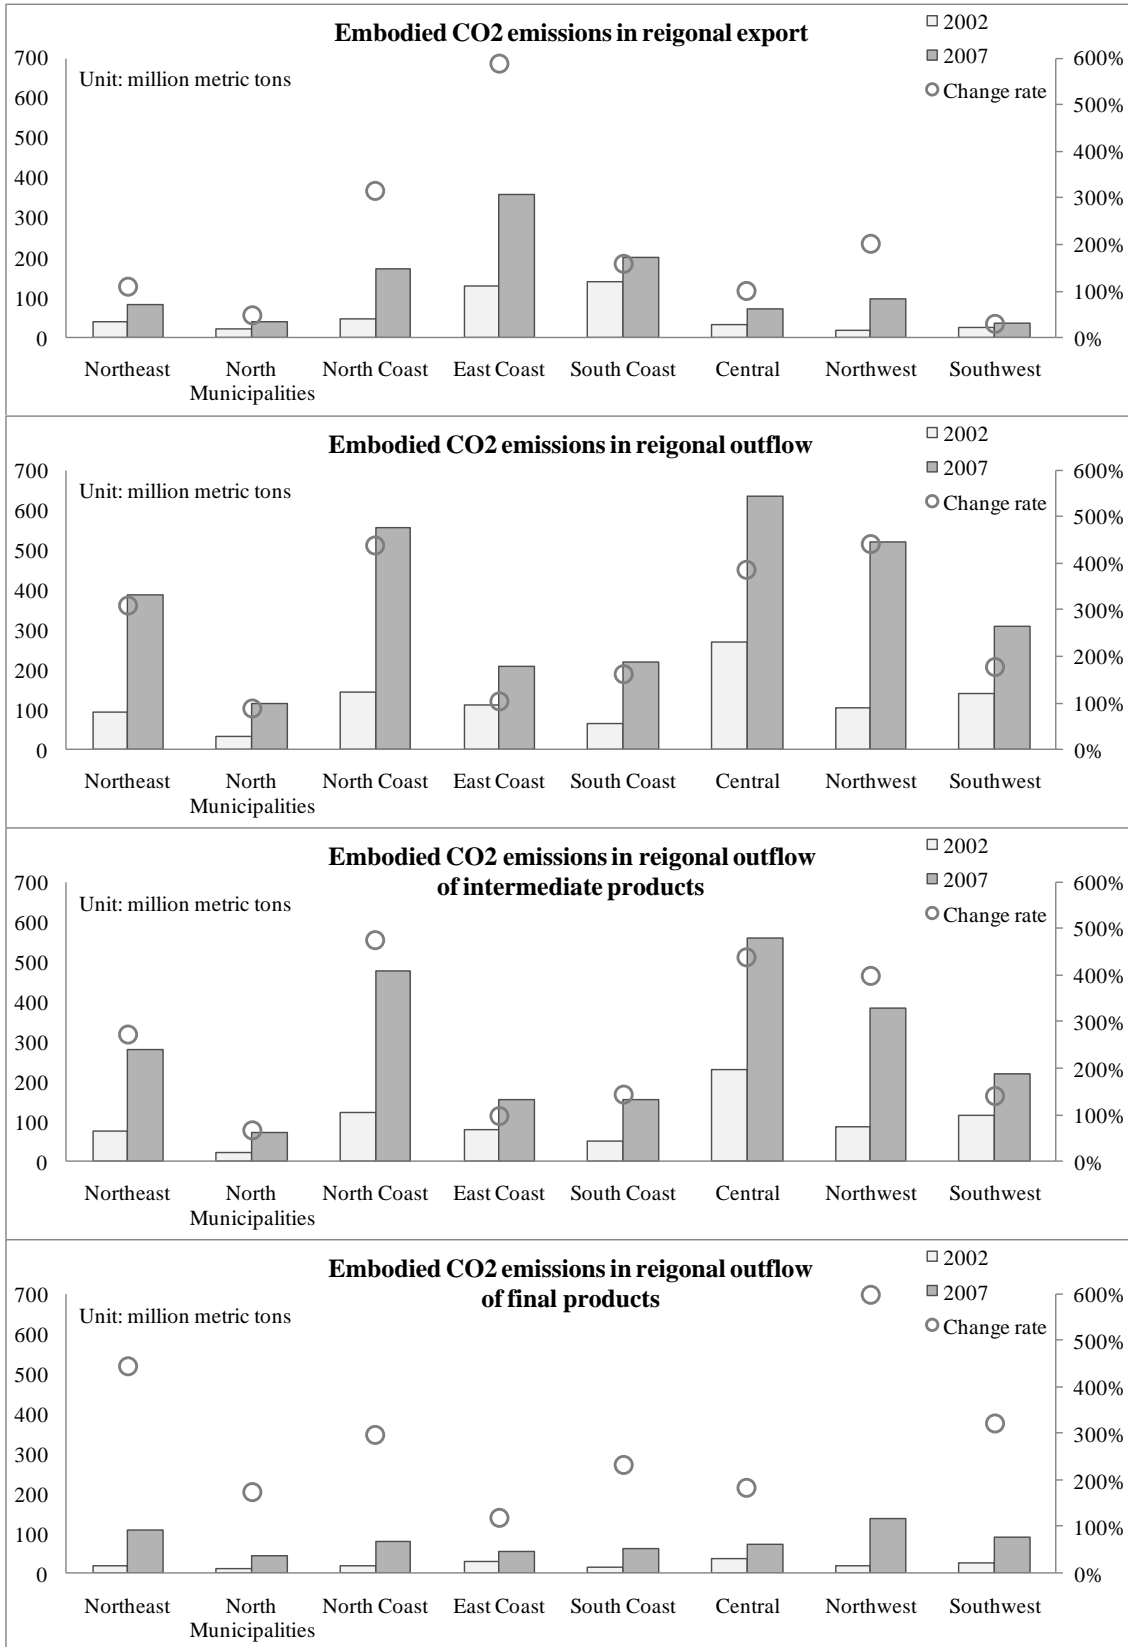 Embodied CO2 emissions in reigonal export
2002
2007
Change rate
Unit: million metric tons
700
600
500
400
300
200
100
0
600%
500%
400%
300%
200%
100%
0%
Northeast
North
Municipalities
North Coast
East Coast
South Coast
Central
Northwest
Southwest
Embodied CO2 emissions in reigonal outflow
2002
2007
Change rate
Unit: million metric tons
700
600
500
400
300
200
100
0
600%
500%
400%
300%
200%
100%
0%
Northeast
North
Municipalities
North Coast
East Coast
South Coast
Central
Northwest
Southwest
Embodied CO2 emissions in reigonal outflow
of intermediate products
2002
2007
Change rate
Unit: million metric tons
700
600
500
400
300
200
100
0
600%
500%
400%
300%
200%
100%
0%
Northeast
North
Municipalities
North Coast
East Coast
South Coast
Central
Northwest
Southwest
Embodied CO2 emissions in reigonal outflow
of final products
2002
2007
Change rate
Unit: million metric tons
700
600
500
400
300
200
100
0
600%
500%
400%
300%
200%
100%
0%
Northeast
North
Municipalities
North Coast
East Coast
South Coast
Central
Northwest
Southwest